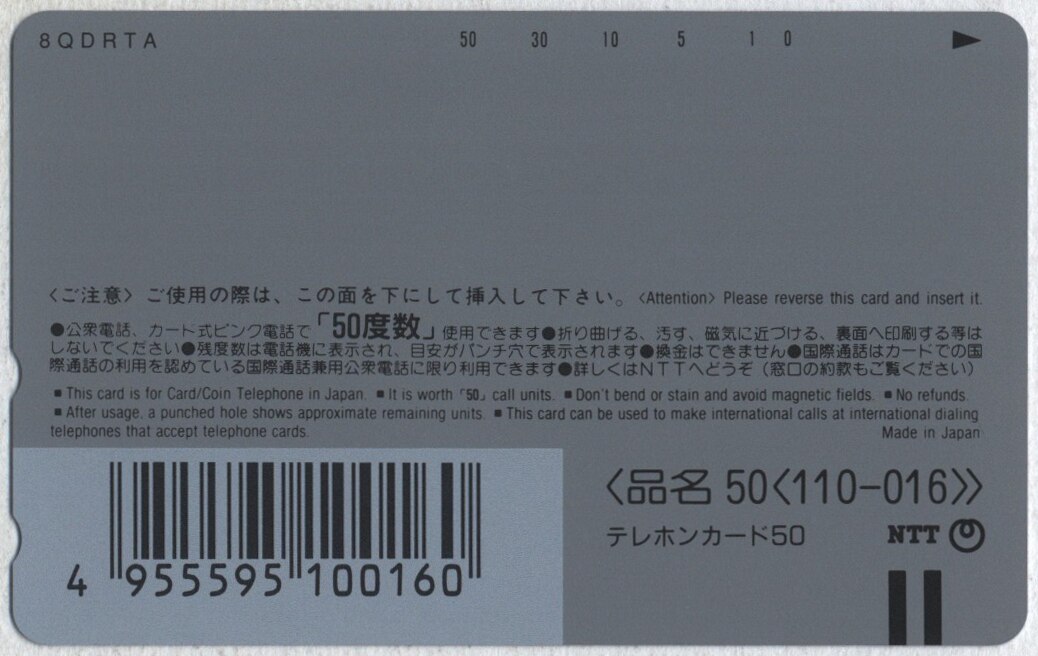 8QDRTA 50 30 10 5 1 0
〈ご注意〉ご使用の際は、この面を下にして挿入して下さい。〈Attention〉Please reverse this card and insert it.
●公衆電話、カード式ピンク電話で「50度数」使用できます●折り曲げる、汚す、磁気に近づける、裏面へ印刷する等は
しないでください●残度数は電話機に表示され、目安がパンチ穴で表示されます●換金はできません●国際通話はカードでの国
際通話の利用を認めている国際通話兼用公衆電話に限り利用できます●詳しくはNTTへどうぞ（窓口の約款もご覧ください）
■ This card is for Card/Coin Telephone in Japan. ■ It is worth「50」call units. ■ Don't bend or stain and avoid magnetic fields. ■ No refunds.
■ After usage, a punched hole shows approximate remaining units. ■ This card can be used to make international calls at international dialing
telephones that accept telephone cards.
Made in Japan
〈品名 50〈110-016〉〉
テレホンカード50
NTT
4 955595 100160